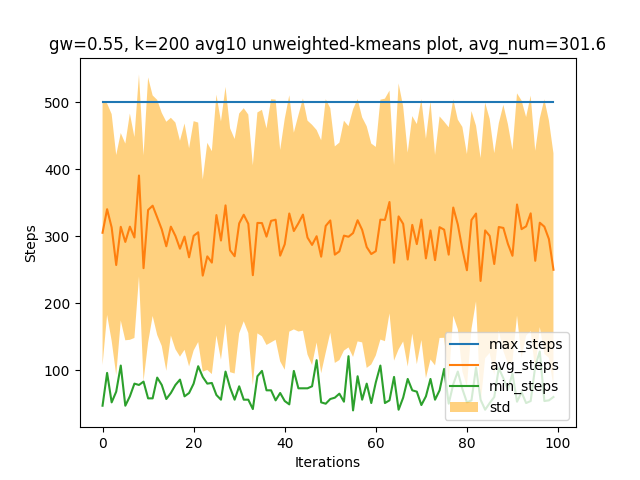 gw=0.55, k=200 avg10 unweighted-kmeans plot, avg_num=301.6
Steps
500
400
300
200
100
0
20
40
60
80
100
Iterations
max_steps
avg_steps
min_steps
std